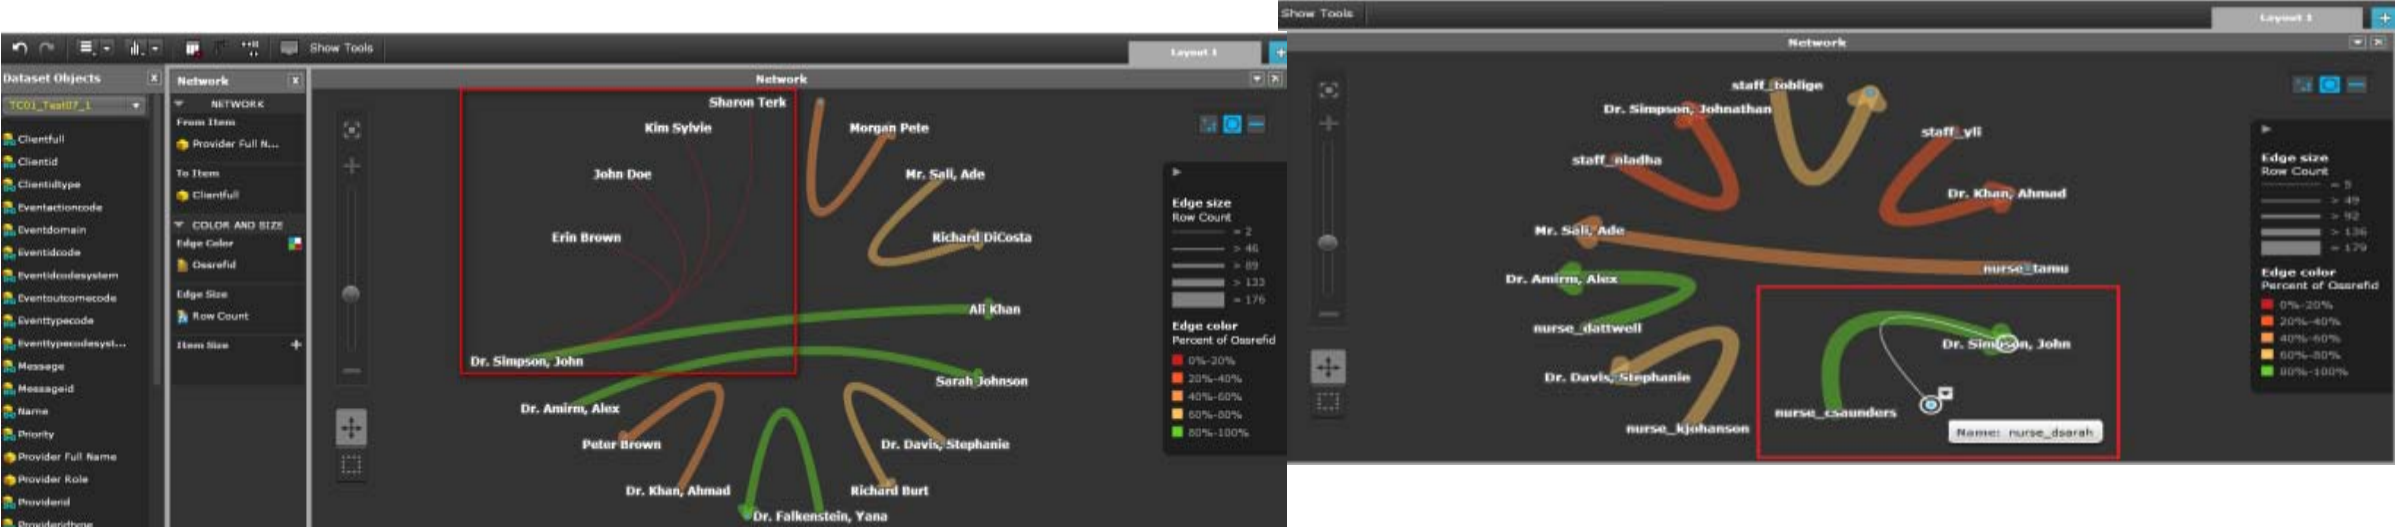 Show Tools
Layout 1
Dataset Objects
TC01_Test07_1
Clientfull
Clientid
Clientidtype
Eventactioncode
Eventdomain
Eventidcode
Eventidcodesystem
Eventoutcomecode
Eventtypecode
Eventtypecodesyst...
Message
Messageid
Name
Priority
Provider Full Name
Provider Role
Providerid
Provideridtype
Network
NETWORK
From Item
Provider Full N...
To Item
Clientfull
COLOR AND SIZE
Edge Color
Ossrefid
Edge Size
Row Count
Item Size
Network
Sharon Terk
Kim Sylvie
Morgan Pete
John Doe
Mr. Sali, Ade
Erin Brown
Richard DiCosta
Ali Khan
Dr. Simpson, John
Sarah Johnson
Dr. Amirm, Alex
Peter Brown
Dr. Davis, Stephanie
Dr. Khan, Ahmad
Richard Burt
Dr. Falkenstein, Yana
Edge size
Row Count
= 2
> 46
> 89
> 133
= 176
Edge color
Percent of Ossrefid
0%-20%
20%-40%
40%-60%
60%-80%
80%-100%
Show Tools
Layout 1
Network
staff_toblige
Dr. Simpson, Johnathan
staff_yli
staff_nladha
Dr. Khan, Ahmad
Mr. Sali, Ade
nurse_tamu
Dr. Amirm, Alex
nurse_dattwell
Dr. Simpson, John
Dr. Davis, Stephanie
nurse_csaunders
nurse_kjohanson
Name: nurse_dsarah
Edge size
Row Count
> 49
> 92
> 136
= 179
Edge color
Percent of Ossrefid
0%-20%
20%-40%
40%-60%
60%-80%
80%-100%